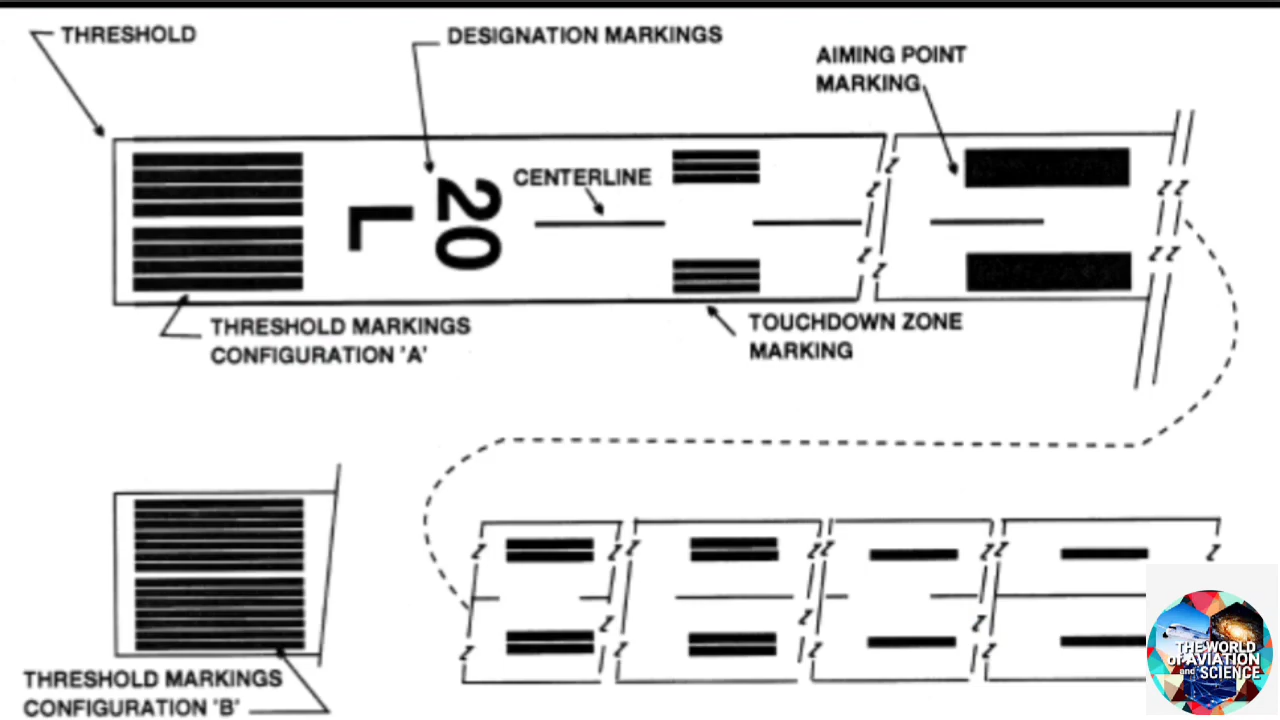 THRESHOLD
DESIGNATION MARKINGS
AIMING POINT
MARKING
CENTERLINE
20
L
TOUCHDOWN ZONE
MARKING
THRESHOLD MARKINGS
CONFIGURATION 'A'
THRESHOLD MARKINGS
CONFIGURATION 'B'
THE WORLD
of AVIATION
and SCIENCE